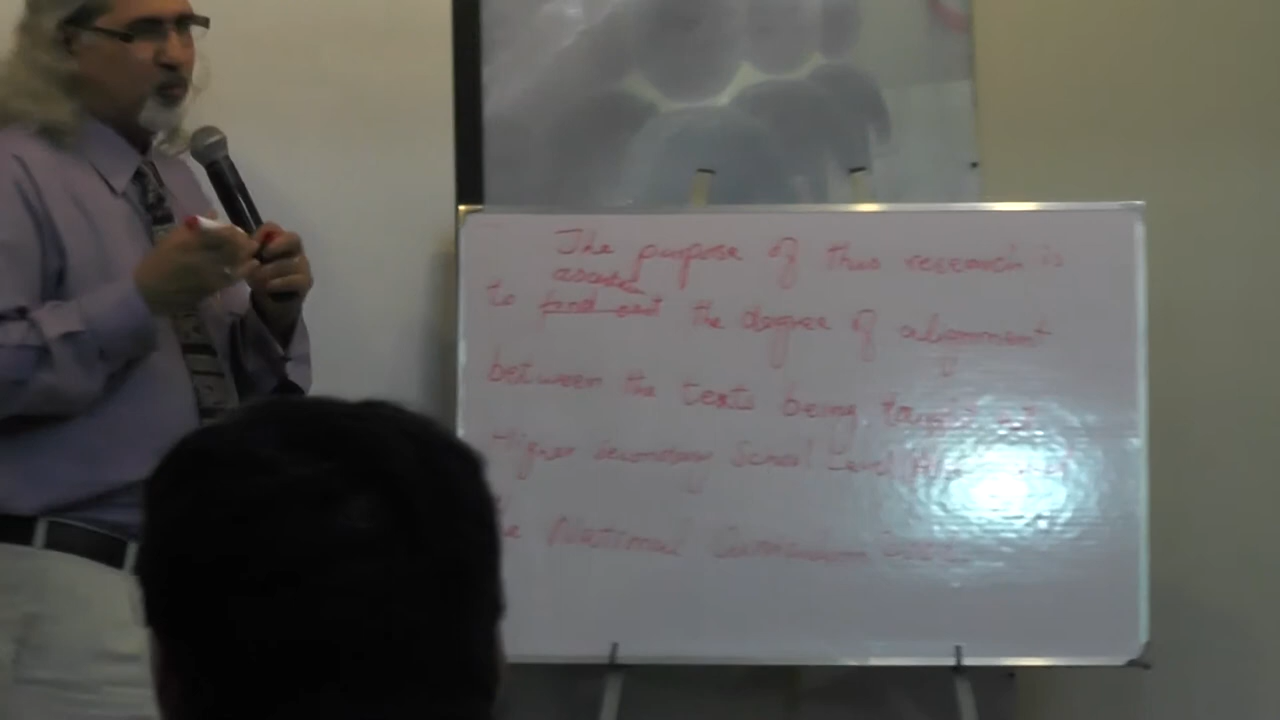 The purpose of this research is
assess
to find out the degree of alignment
between the texts being taught at
Higher Secondary School Level
National Curriculum